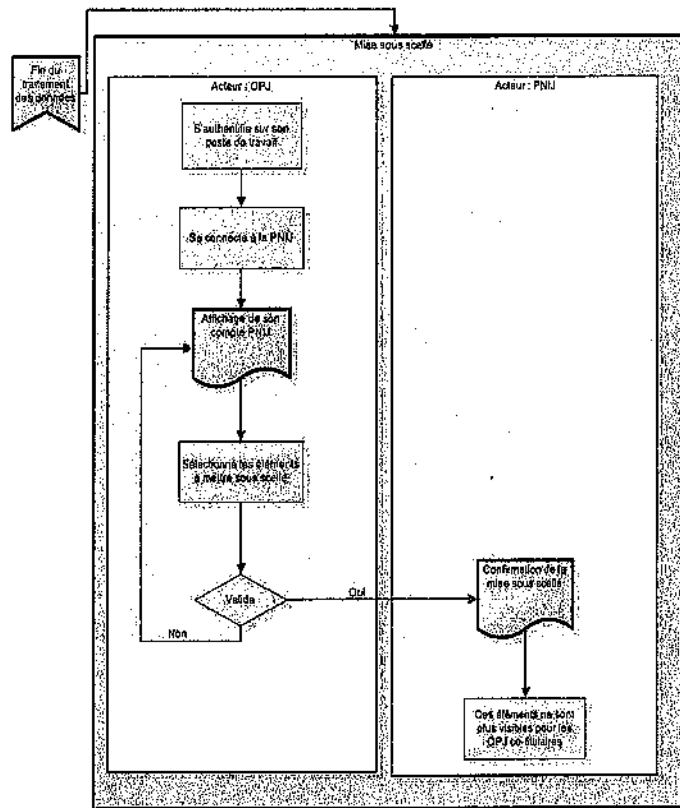 Mise sous scellé
Fin du
traitement
des données
Acteur : OPJ
Acteur : PNIJ
S'authentifie sur son
poste de travail
Se connecte à la PNIJ
Affichage de son
compte PNIJ
Sélectionne les éléments
à mettre sous scellé
Valide
Oui
Non
Confirmation de la
mise sous scellé
Ces éléments ne sont
plus visibles pour les
OPJ co-titulaires